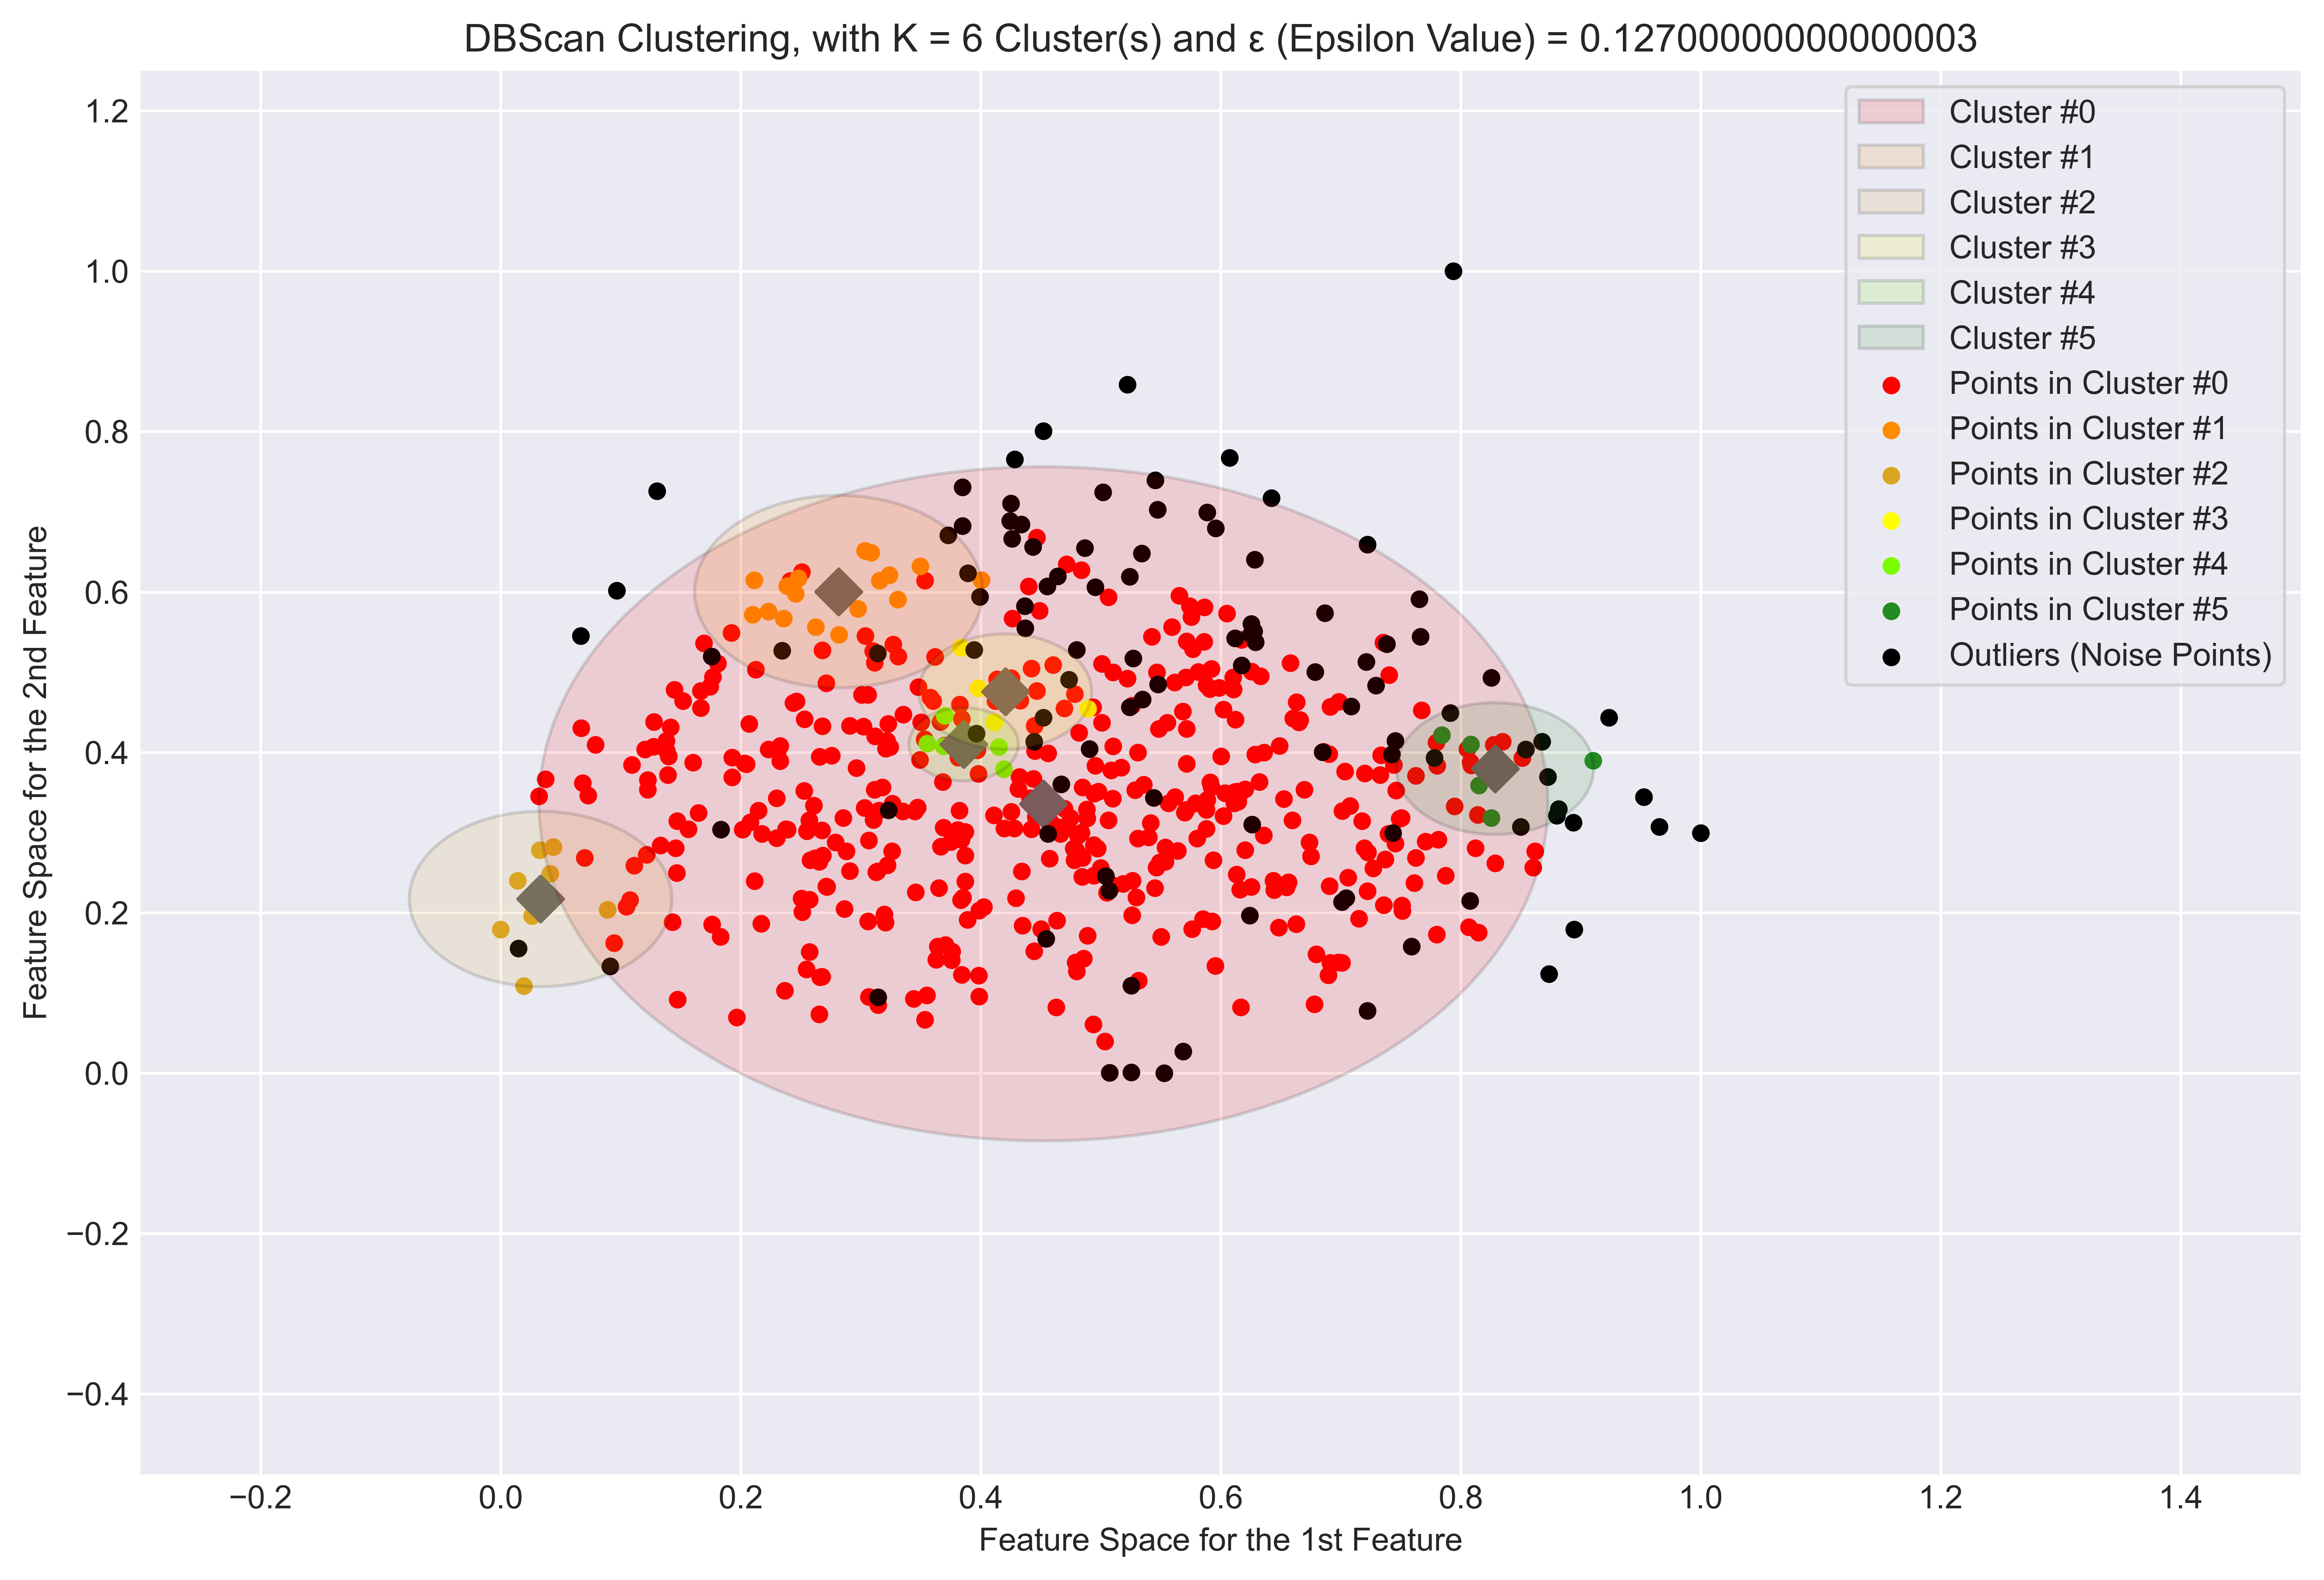 DBScan Clustering, with K = 6 Cluster(s) and ε (Epsilon Value) = 0.12700000000000003
Cluster #0
Cluster #1
Cluster #2
Cluster #3
Cluster #4
Cluster #5
Points in Cluster #0
Points in Cluster #1
Points in Cluster #2
Points in Cluster #3
Points in Cluster #4
Points in Cluster #5
Outliers (Noise Points)
Feature Space for the 2nd Feature
1.2
1.0
0.8
0.6
0.4
0.2
0.0
−0.2
−0.4
−0.2 0.0 0.2 0.4 0.6 0.8 1.0 1.2 1.4
Feature Space for the 1st Feature